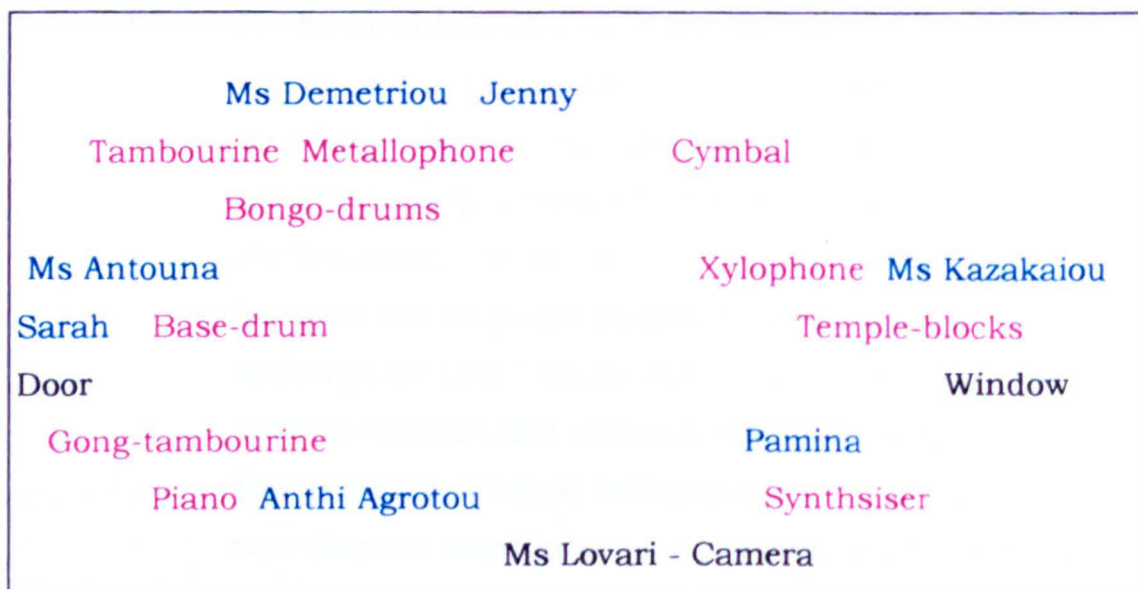 Ms Demetriou Jenny
Tambourine Metallophone Cymbal
Bongo-drums
Ms Antouna Xylophone Ms Kazakaiou
Sarah Base-drum Temple-blocks
Door Window
Gong-tambourine Pamina
Piano Anthi Agrotou Synthsiser
Ms Lovari - Camera